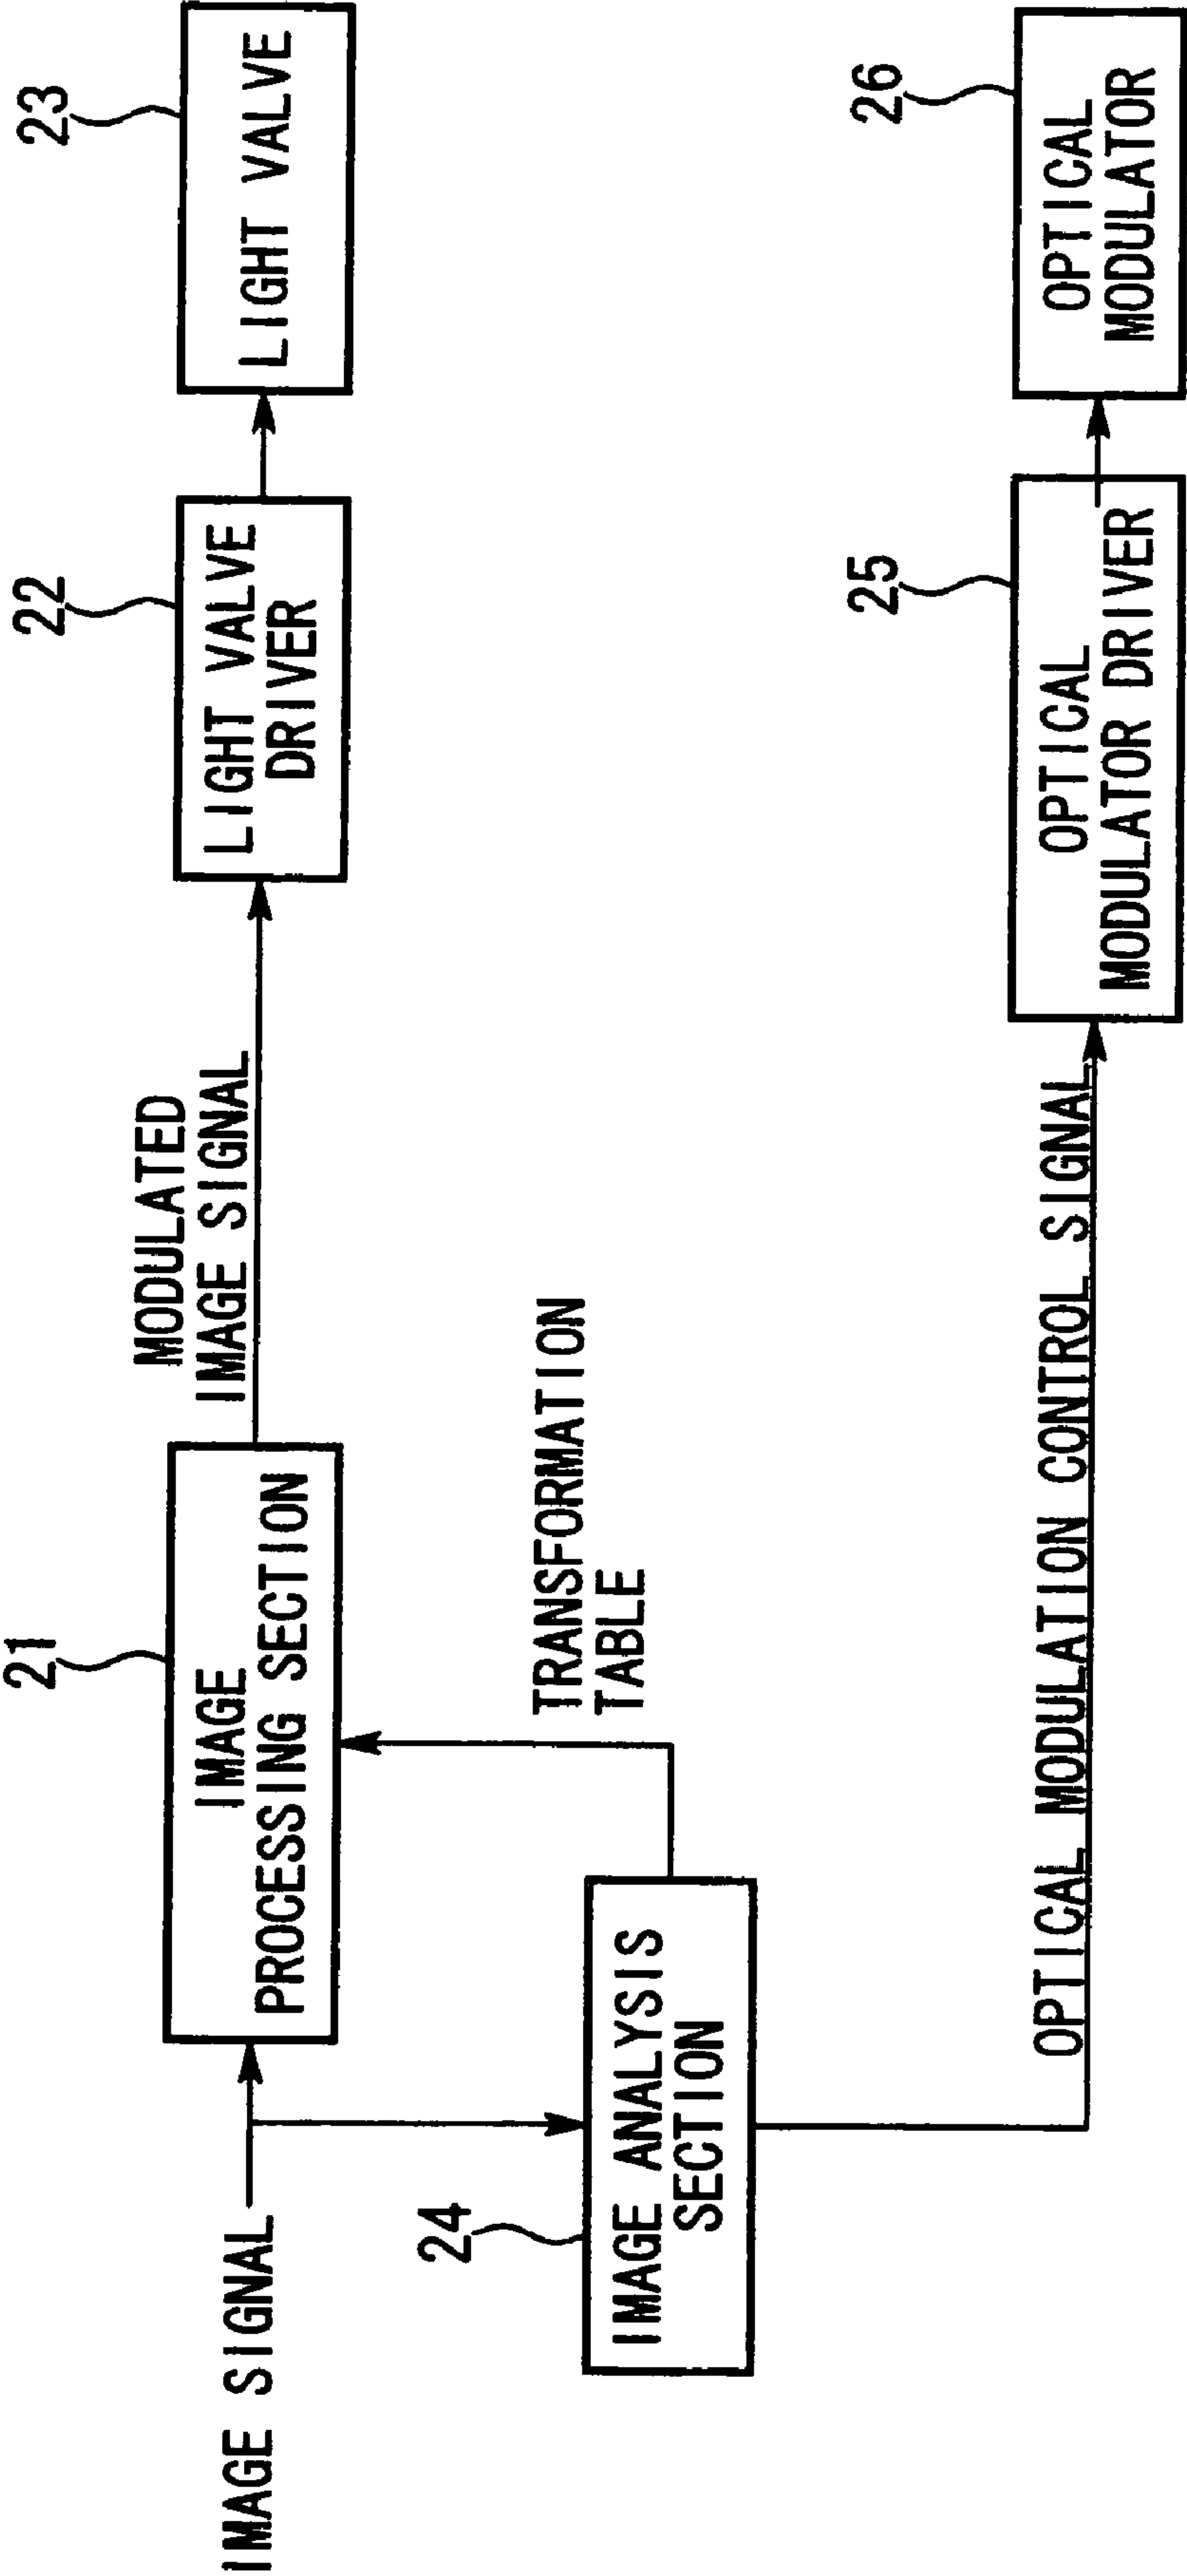 21
22
23
IMAGE SIGNAL
IMAGE
PROCESSING SECTION
MODULATED
IMAGE SIGNAL
LIGHT VALVE
DRIVER
LIGHT VALVE
24
IMAGE ANALYSIS
SECTION
TRANSFORMATION
TABLE
25
26
OPTICAL MODULATION CONTROL SIGNAL
OPTICAL
MODULATOR DRIVER
OPTICAL
MODULATOR